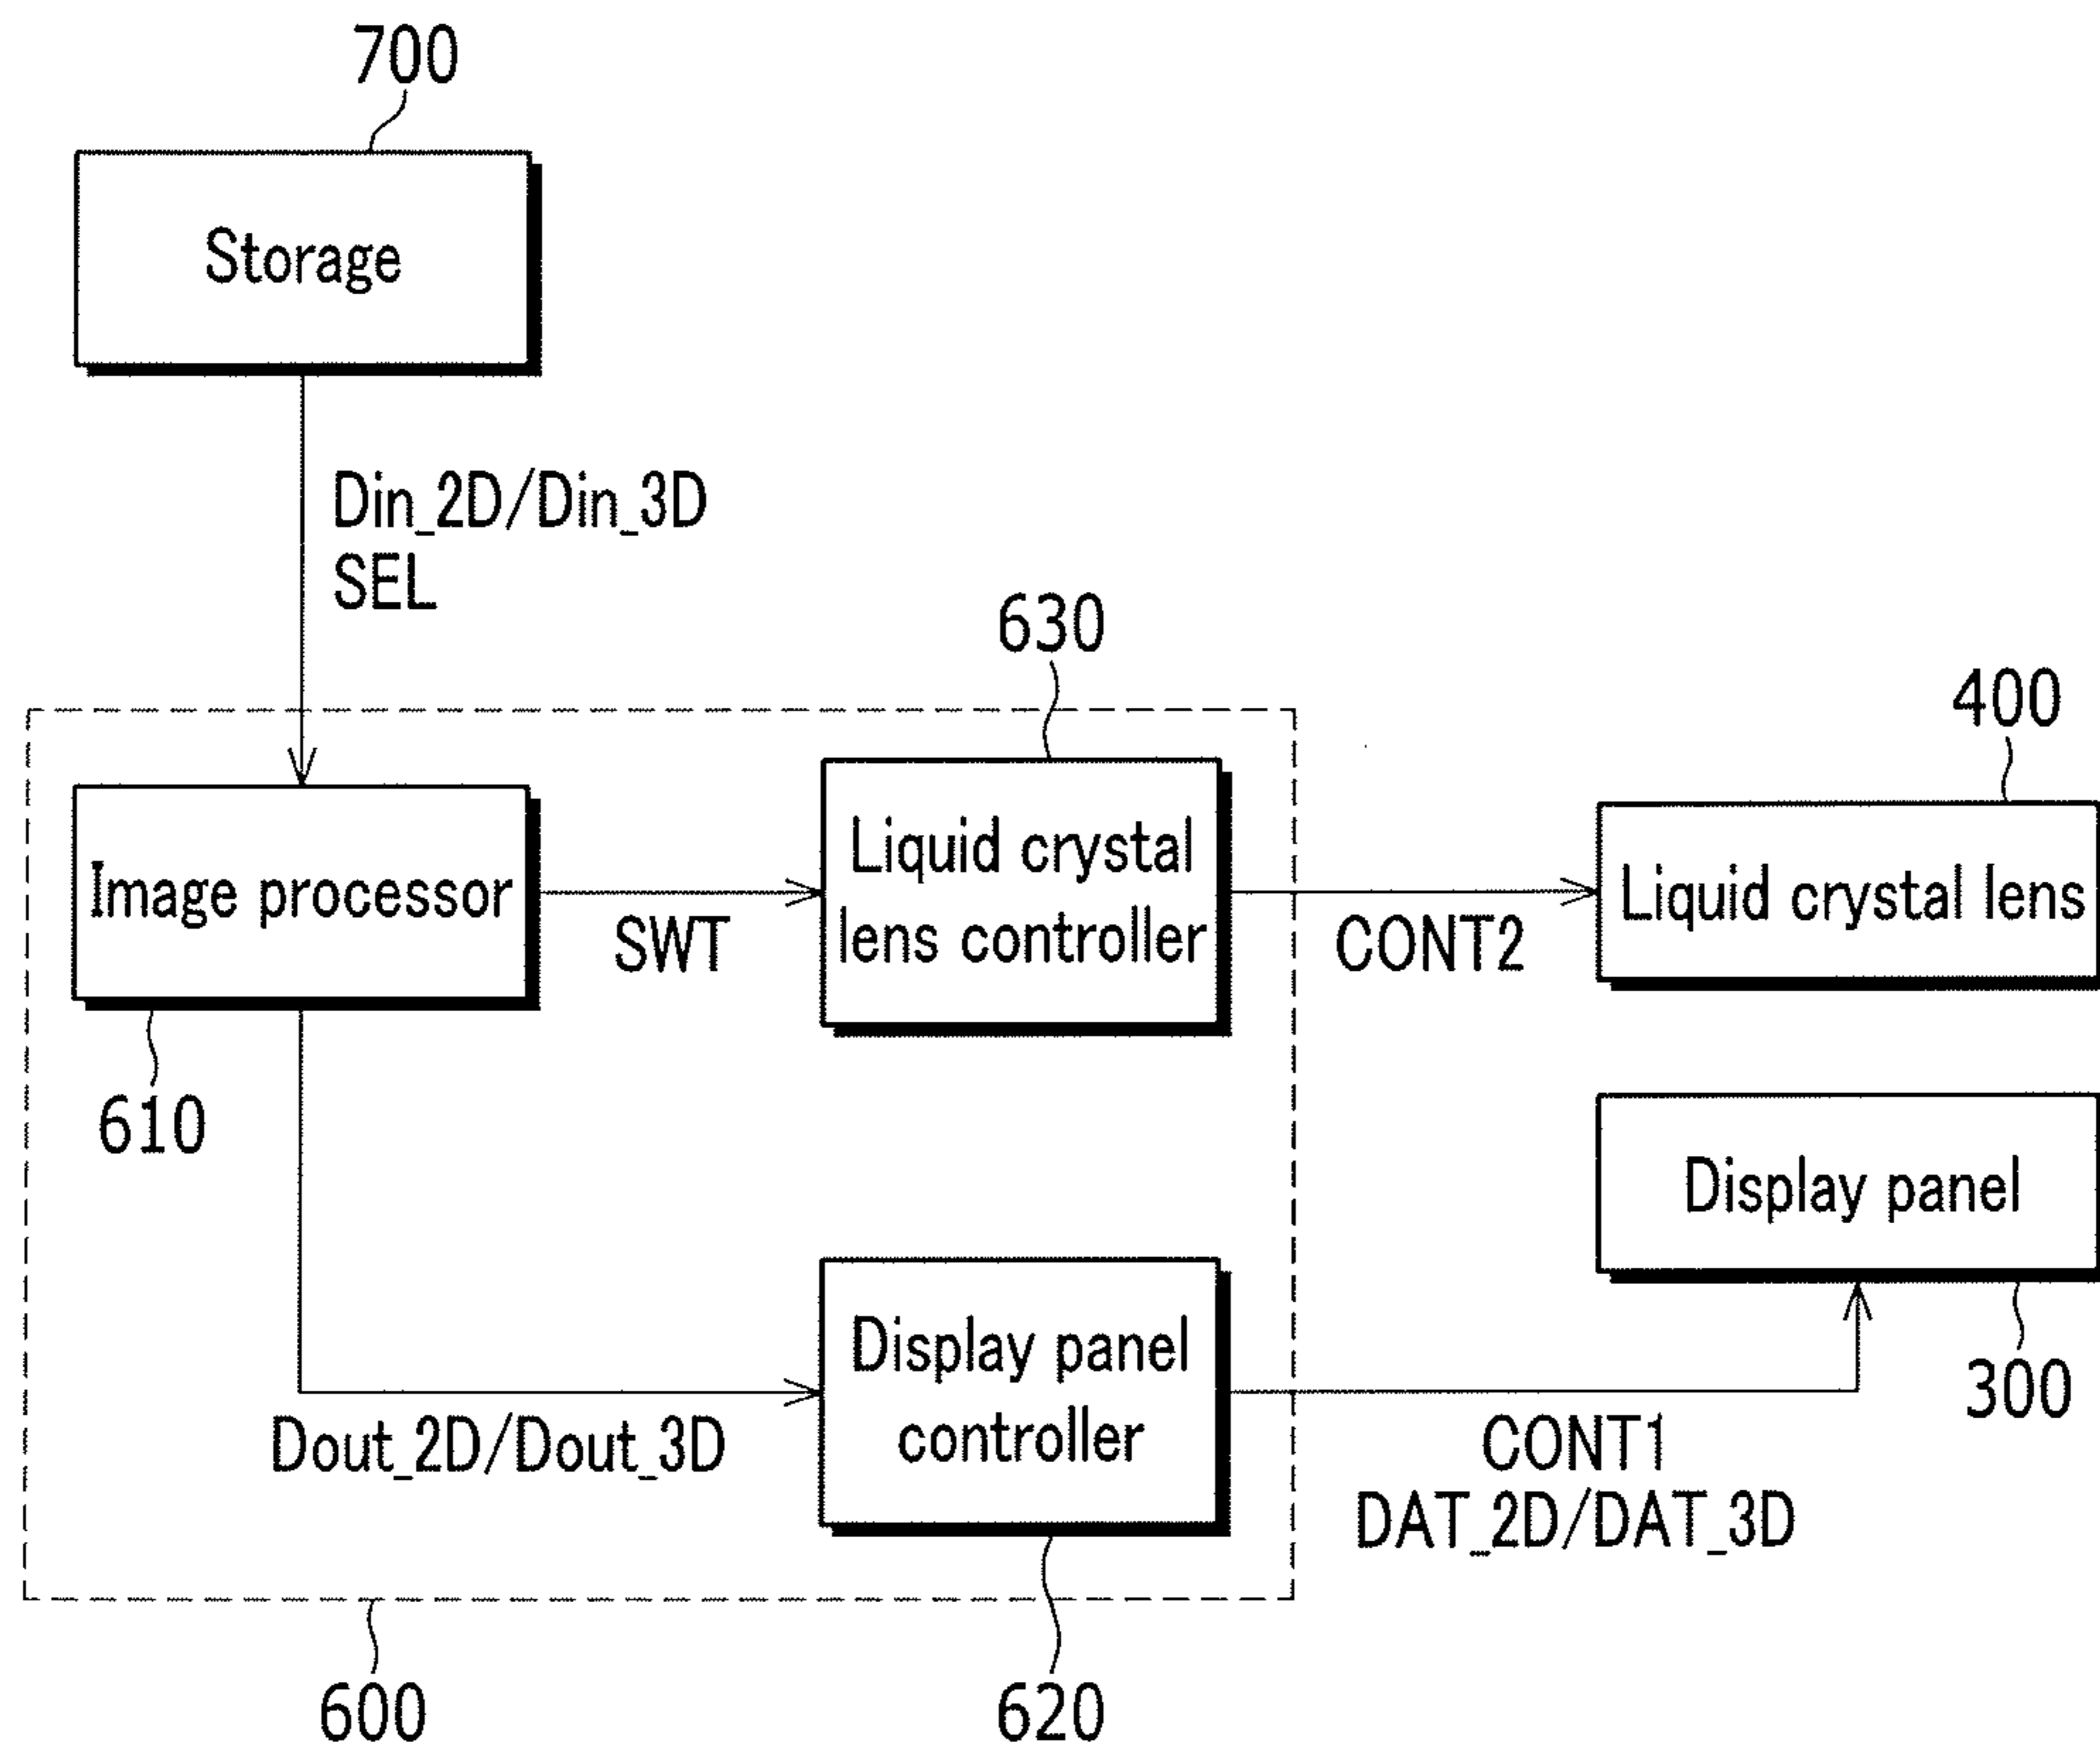 700
Storage
Din_2D/Din_3D
SEL
630
400
Image processor
SWT
Liquid crystal
lens controller
CONT2
Liquid crystal lens
610
Display panel
300
Dout_2D/Dout_3D
Display panel
controller
CONT1
DAT_2D/DAT_3D
600
620